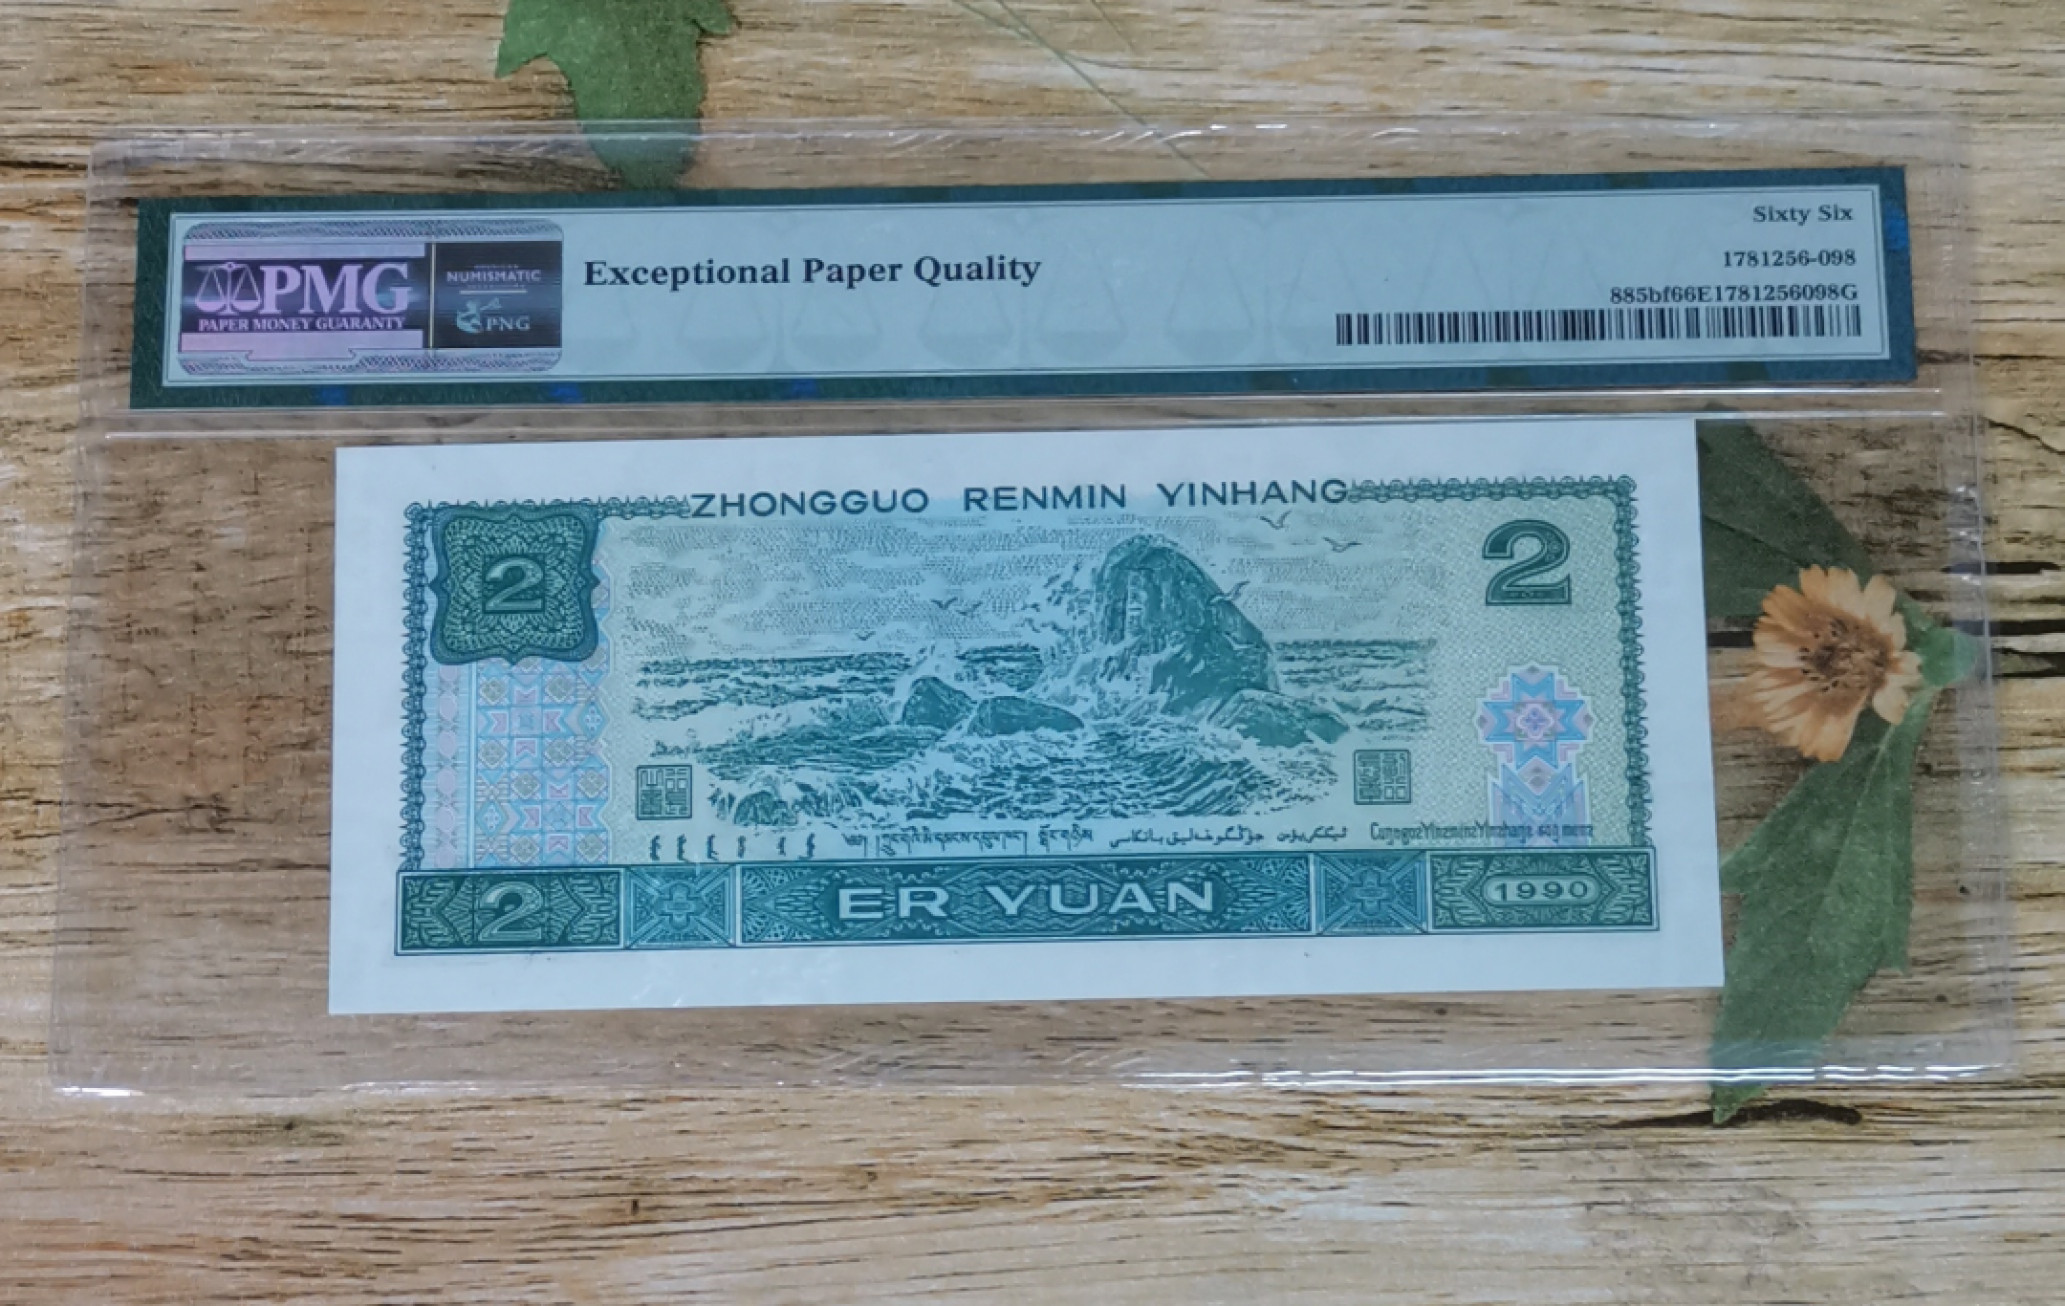 Sixty Six
PMG
PAPER MONEY GUARANTY
NUMISMATIC
PNG
Exceptional Paper Quality
1781256-098
885bf66E1781256098G
ZHONGGUO RENMIN YINHANG
2
2
2
ER YUAN
1990